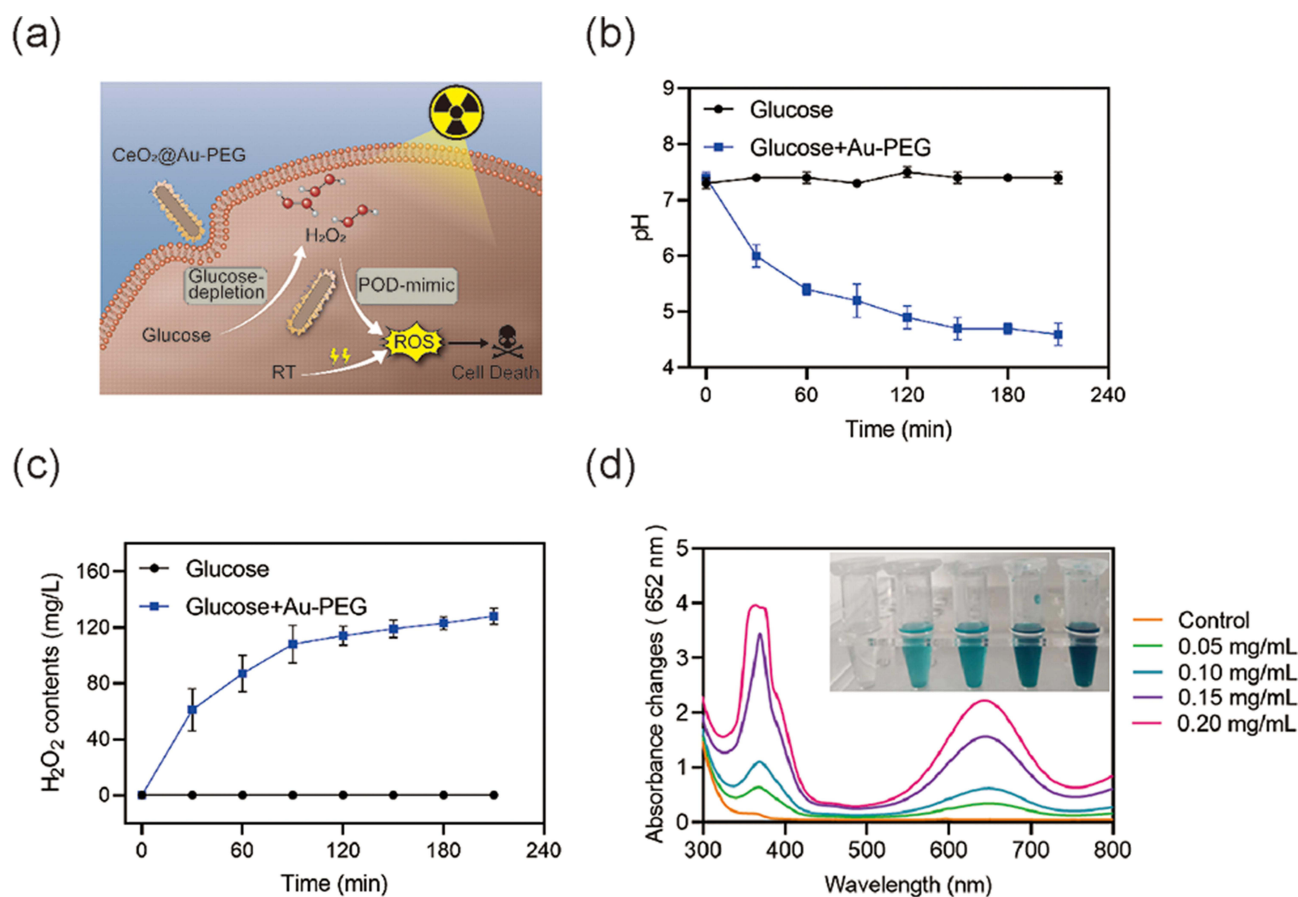 (a)
CeO₂@Au-PEG
H₂O₂
Glucose-
depletion
POD-mimic
Glucose
ROS
RT
Cell Death
(b)
9
8
7
6
5
4
pH
Glucose
Glucose+Au-PEG
0
60
120
180
240
Time (min)
(c)
160
120
80
40
0
H₂O₂ contents (mg/L)
Glucose
Glucose+Au-PEG
0
60
120
180
240
Time (min)
(d)
5
4
3
2
1
0
Absorbance changes ( 652 nm )
300
400
500
600
700
800
Wavelength (nm)
Control
0.05 mg/mL
0.10 mg/mL
0.15 mg/mL
0.20 mg/mL